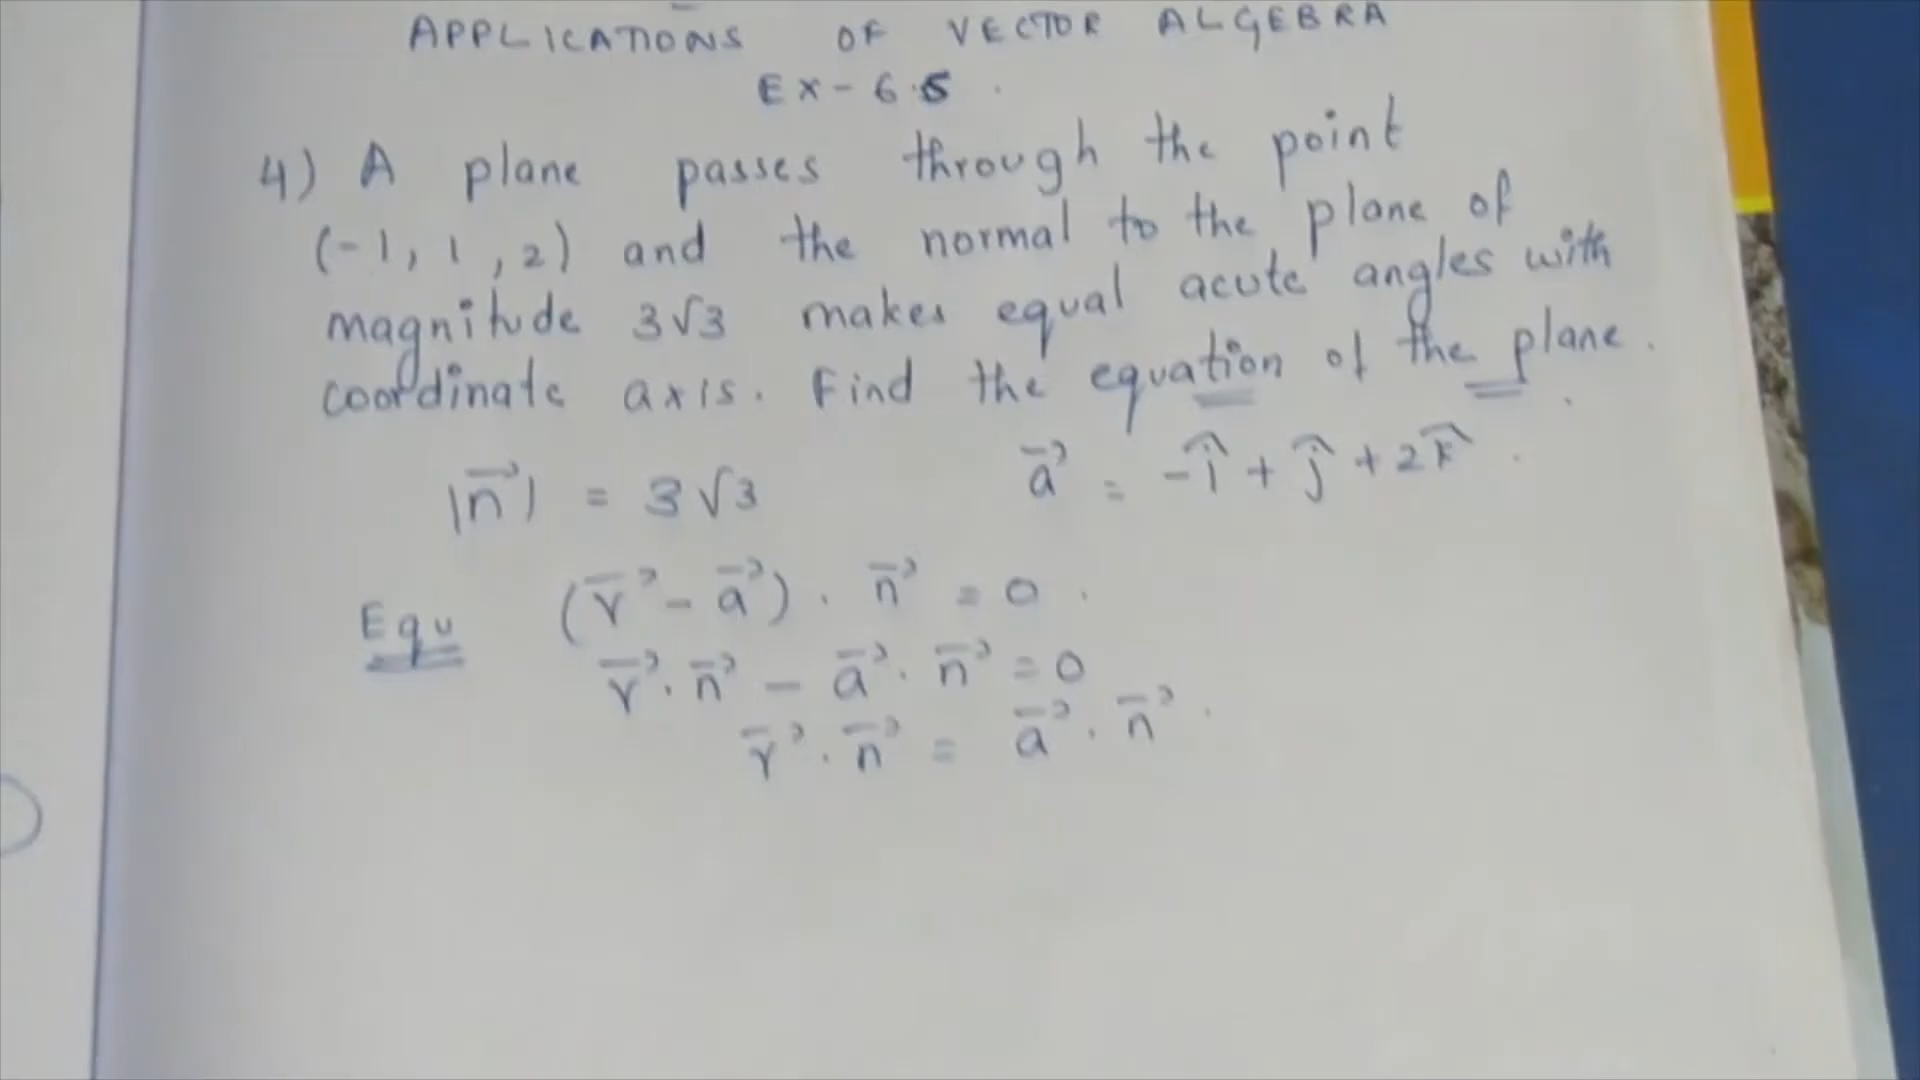 APPLICATIONS OF VECTOR ALGEBRA
EX-6.5.
4) A plane passes through the point
(-1, 1, 2) and the normal to the plane of
magnitude 3√3 makes equal acute angles with
coordinate axis. Find the equation of the plane.
|n⃗| = 3√3 a⃗ = -î + ĵ + 2k̂.
Equ (r⃗ - a⃗) . n⃗ = 0.
r⃗ . n⃗ - a⃗ . n⃗ = 0
r⃗ . n⃗ = a⃗ . n⃗.